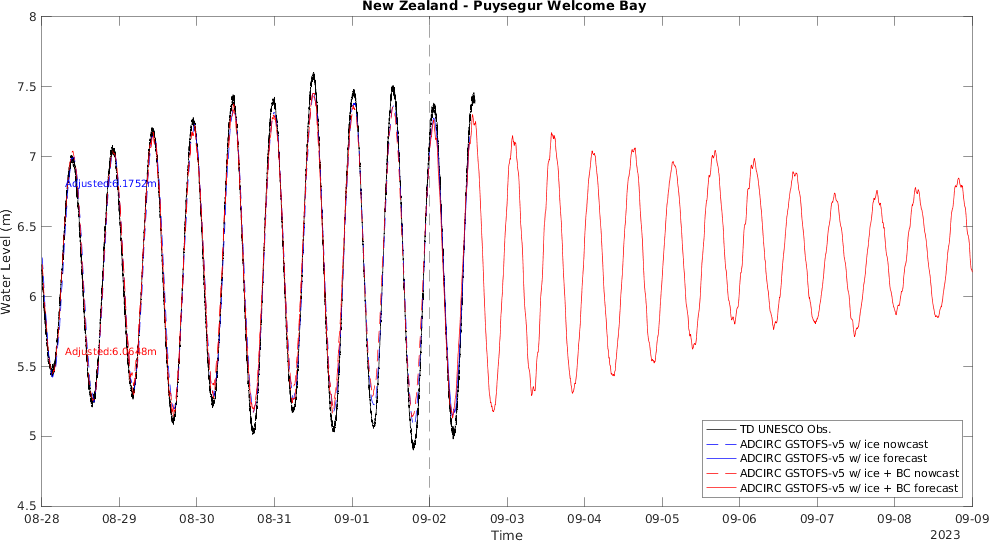 New Zealand - Puysegur Welcome Bay
8
7.5
7
6.5
6
5.5
5
4.5
Water Level (m)
Adjusted:6.1752m
Adjusted:6.0648m
TD UNESCO Obs.
ADCIRC GSTOFS-v5 w/ ice nowcast
ADCIRC GSTOFS-v5 w/ ice forecast
ADCIRC GSTOFS-v5 w/ ice + BC nowcast
ADCIRC GSTOFS-v5 w/ ice + BC forecast
08-28 08-29 08-30 08-31 09-01 09-02 09-03 09-04 09-05 09-06 09-07 09-08 09-09
Time
2023